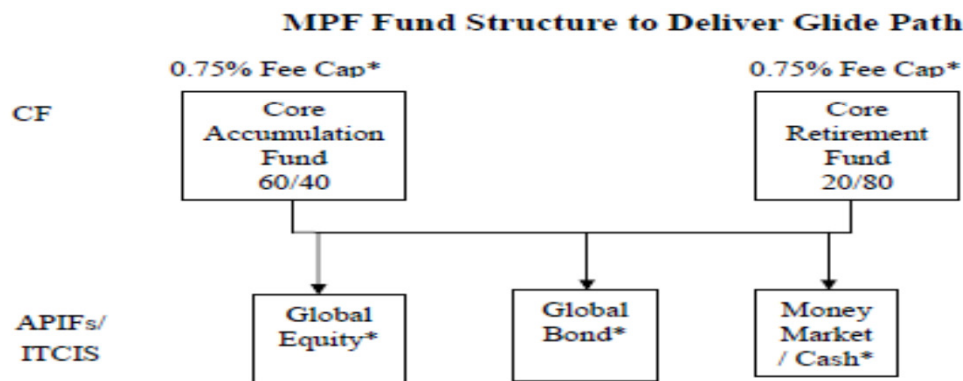 MPF Fund Structure to Deliver Glide Path
0.75% Fee Cap*
0.75% Fee Cap*
CF
Core
Accumulation
Fund
60/40
Core
Retirement
Fund
20/80
APIFs/
ITCIS
Global
Equity*
Global
Bond*
Money
Market
/ Cash*